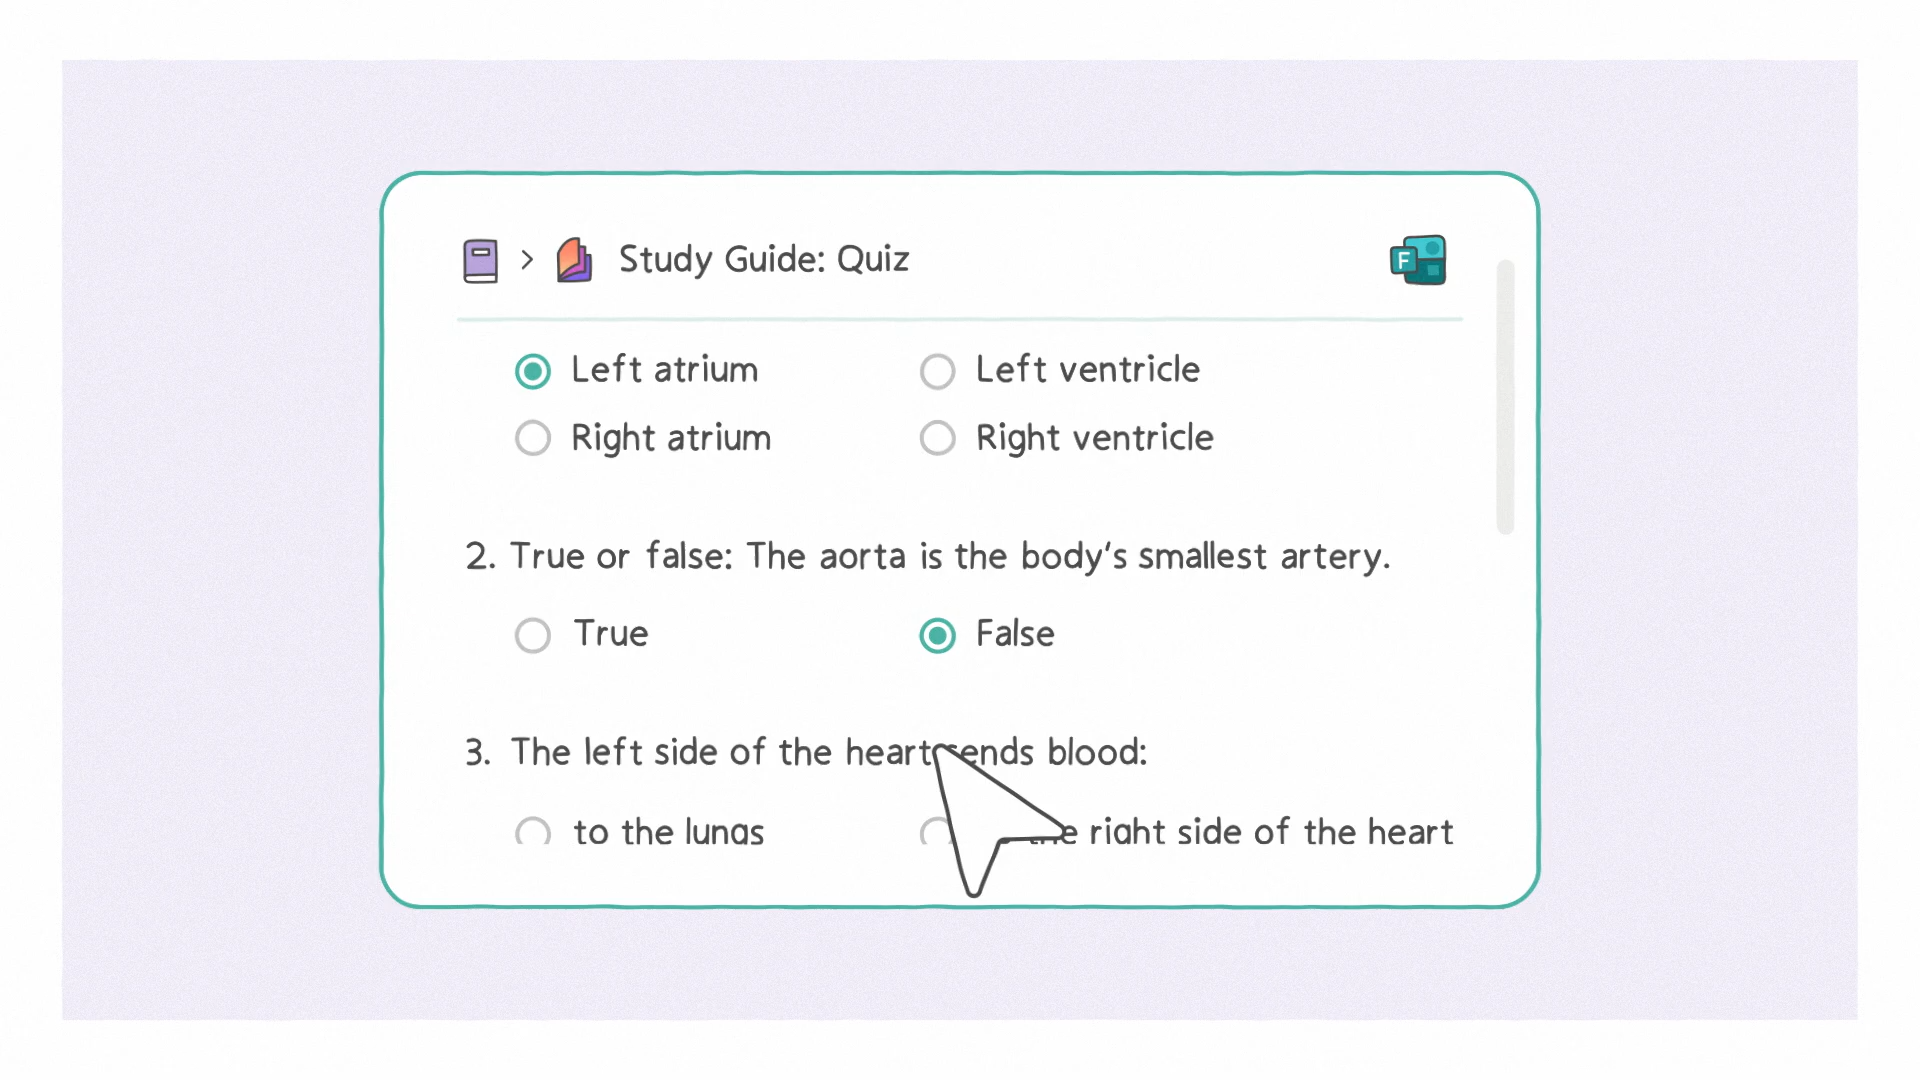 Study Guide: Quiz
F
Left atrium
Left ventricle
Right atrium
Right ventricle
2. True or false: The aorta is the body's smallest artery.
True
False
3. The left side of the heart sends blood:
to the lungs
right side of the heart